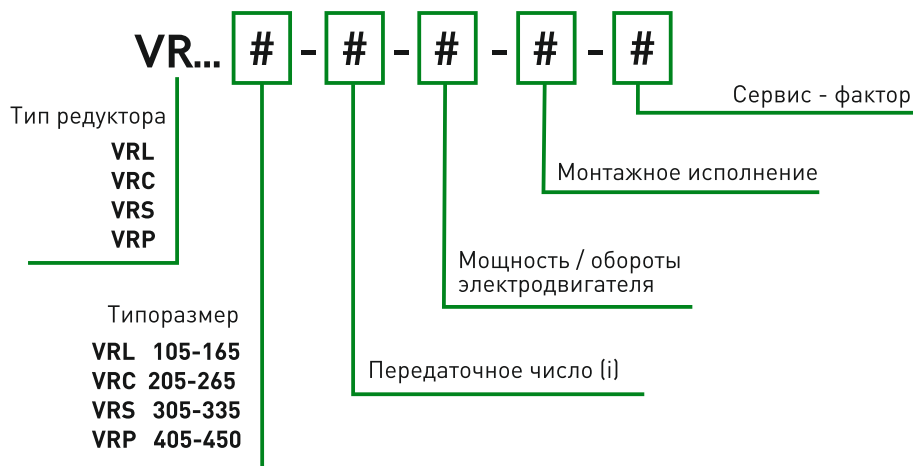 VR... # - # - # - # - #
Сервис - фактор
Тип редуктора
VRL
VRC
VRS
VRP
Монтажное исполнение
Мощность / обороты
электродвигателя
Типоразмер
VRL 105-165
VRC 205-265
VRS 305-335
VRP 405-450
Передаточное число (i)